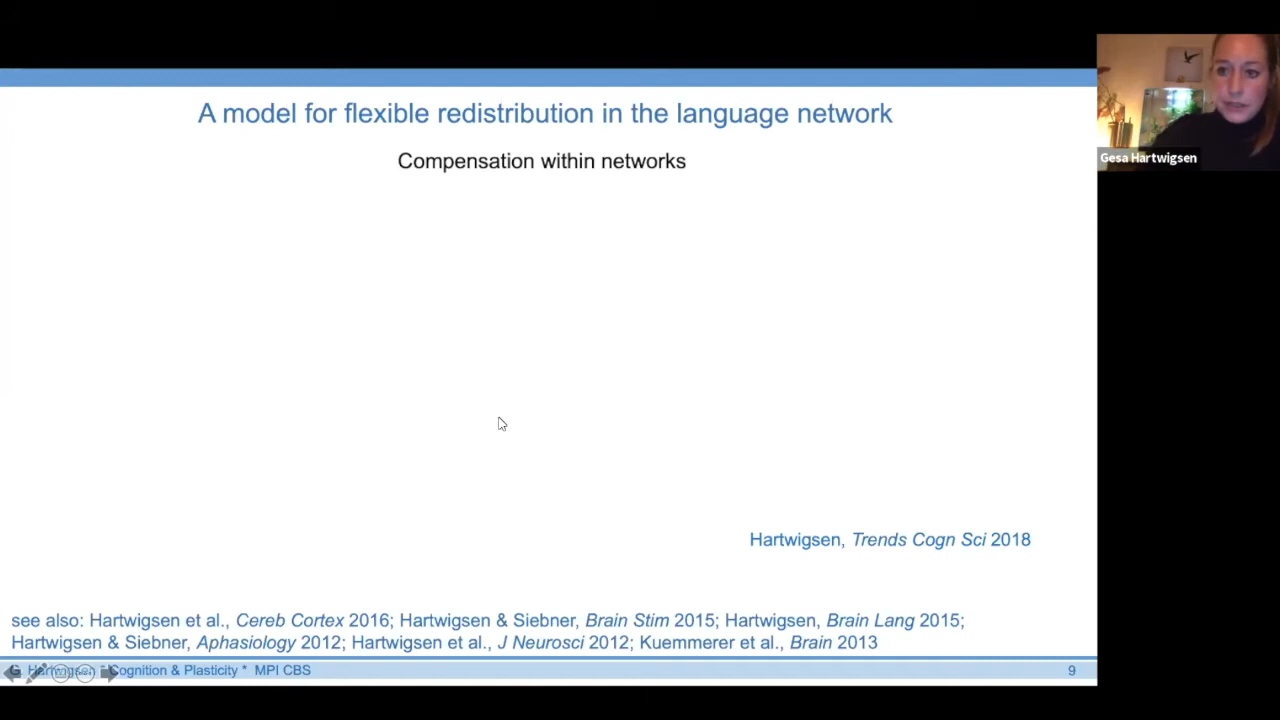 A model for flexible redistribution in the language network
Compensation within networks
Gesa Hartwigsen
Hartwigsen, Trends Cogn Sci 2018
see also: Hartwigsen et al., Cereb Cortex 2016; Hartwigsen & Siebner, Brain Stim 2015; Hartwigsen, Brain Lang 2015;
Hartwigsen & Siebner, Aphasiology 2012; Hartwigsen et al., J Neurosci 2012; Kuemmerer et al., Brain 2013
G. Hartwigsen * Cognition & Plasticity * MPI CBS
9